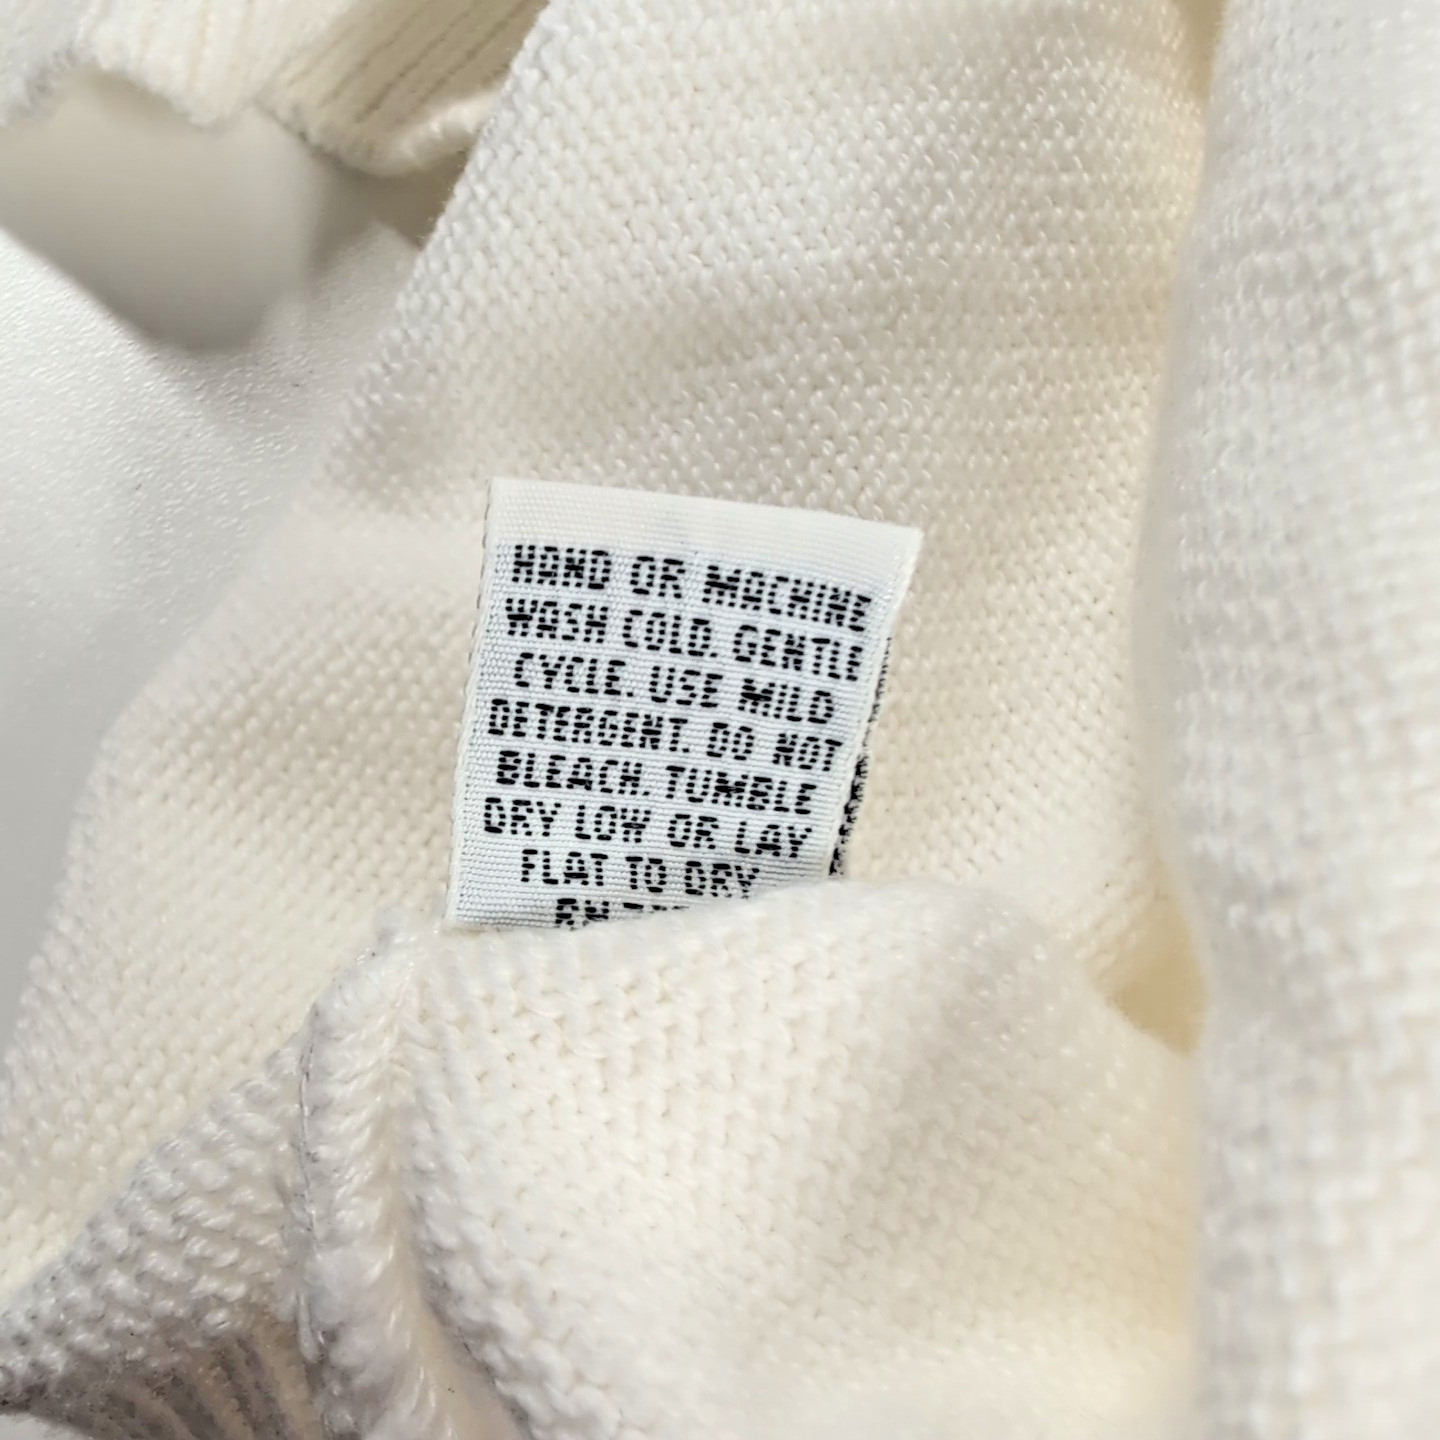 HAND OR MACHINE
WASH COLD. GENTLE
CYCLE. USE MILD
DETERGENT. DO NOT
BLEACH. TUMBLE
DRY LOW OR LAY
FLAT TO DRY
RN